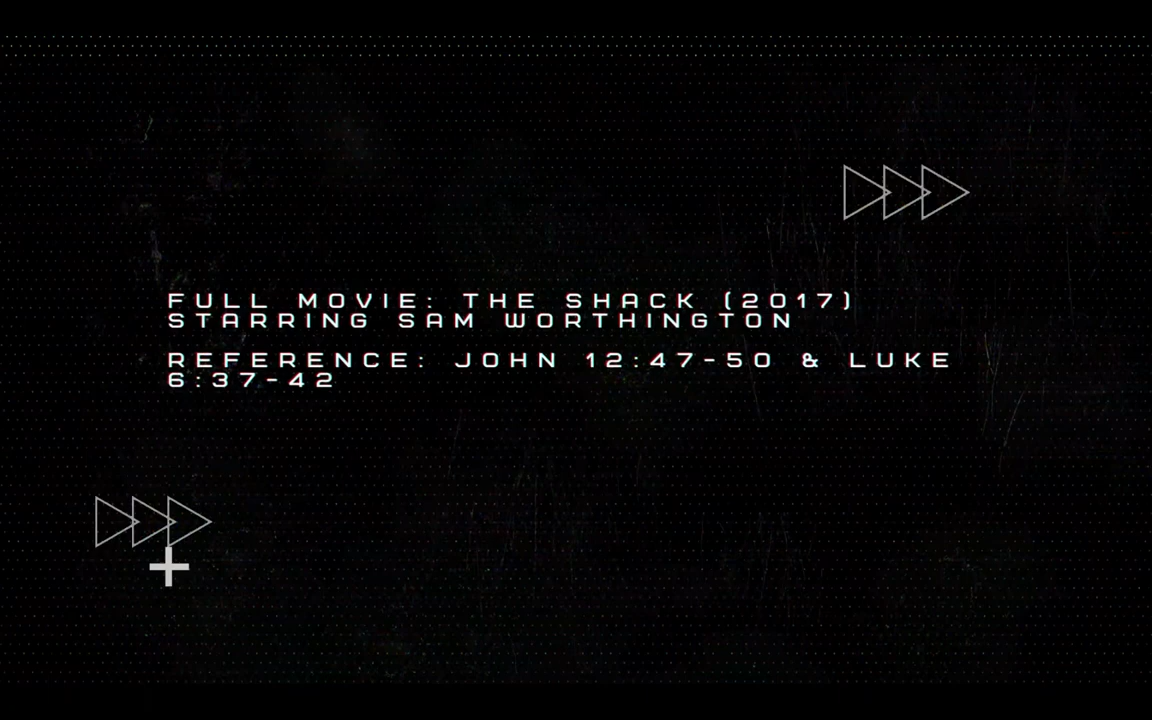 FULL MOVIE: THE SHACK (2017)
STARRING SAM WORTHINGTON
REFERENCE: JOHN 12:47-50 & LUKE
6:37-42